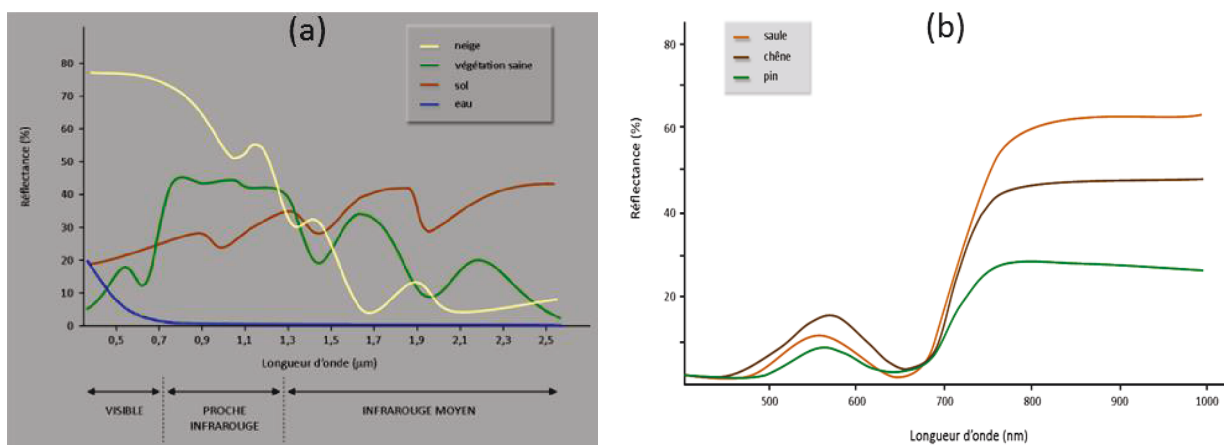 (a)
neige
végétation saine
sol
eau
Réflectance (%)
80
70
60
50
40
30
20
10
0
0,5 0,7 0,9 1,1 1,3 1,5 1,7 1,9 2,1 2,3 2,5
Longueur d'onde (µm)
VISIBLE PROCHE INFRAROUGE MOYEN
INFRAROUGE
(b)
saule
chêne
pin
Réflectance (%)
80
60
40
20
500 600 700 800 900 1000
Longueur d'onde (nm)